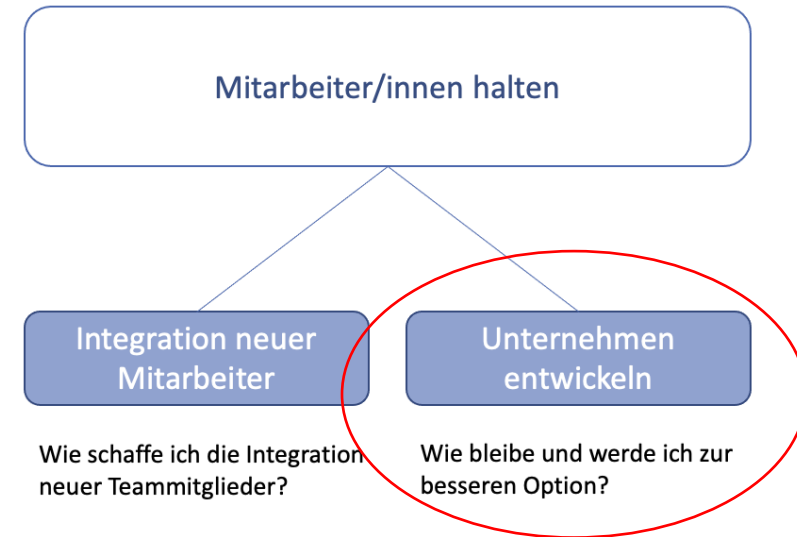 Mitarbeiter/innen halten
Integration neuer
Mitarbeiter
Unternehmen
entwickeln
Wie schaffe ich die Integration
neuer Teammitglieder?
Wie bleibe und werde ich zur
besseren Option?